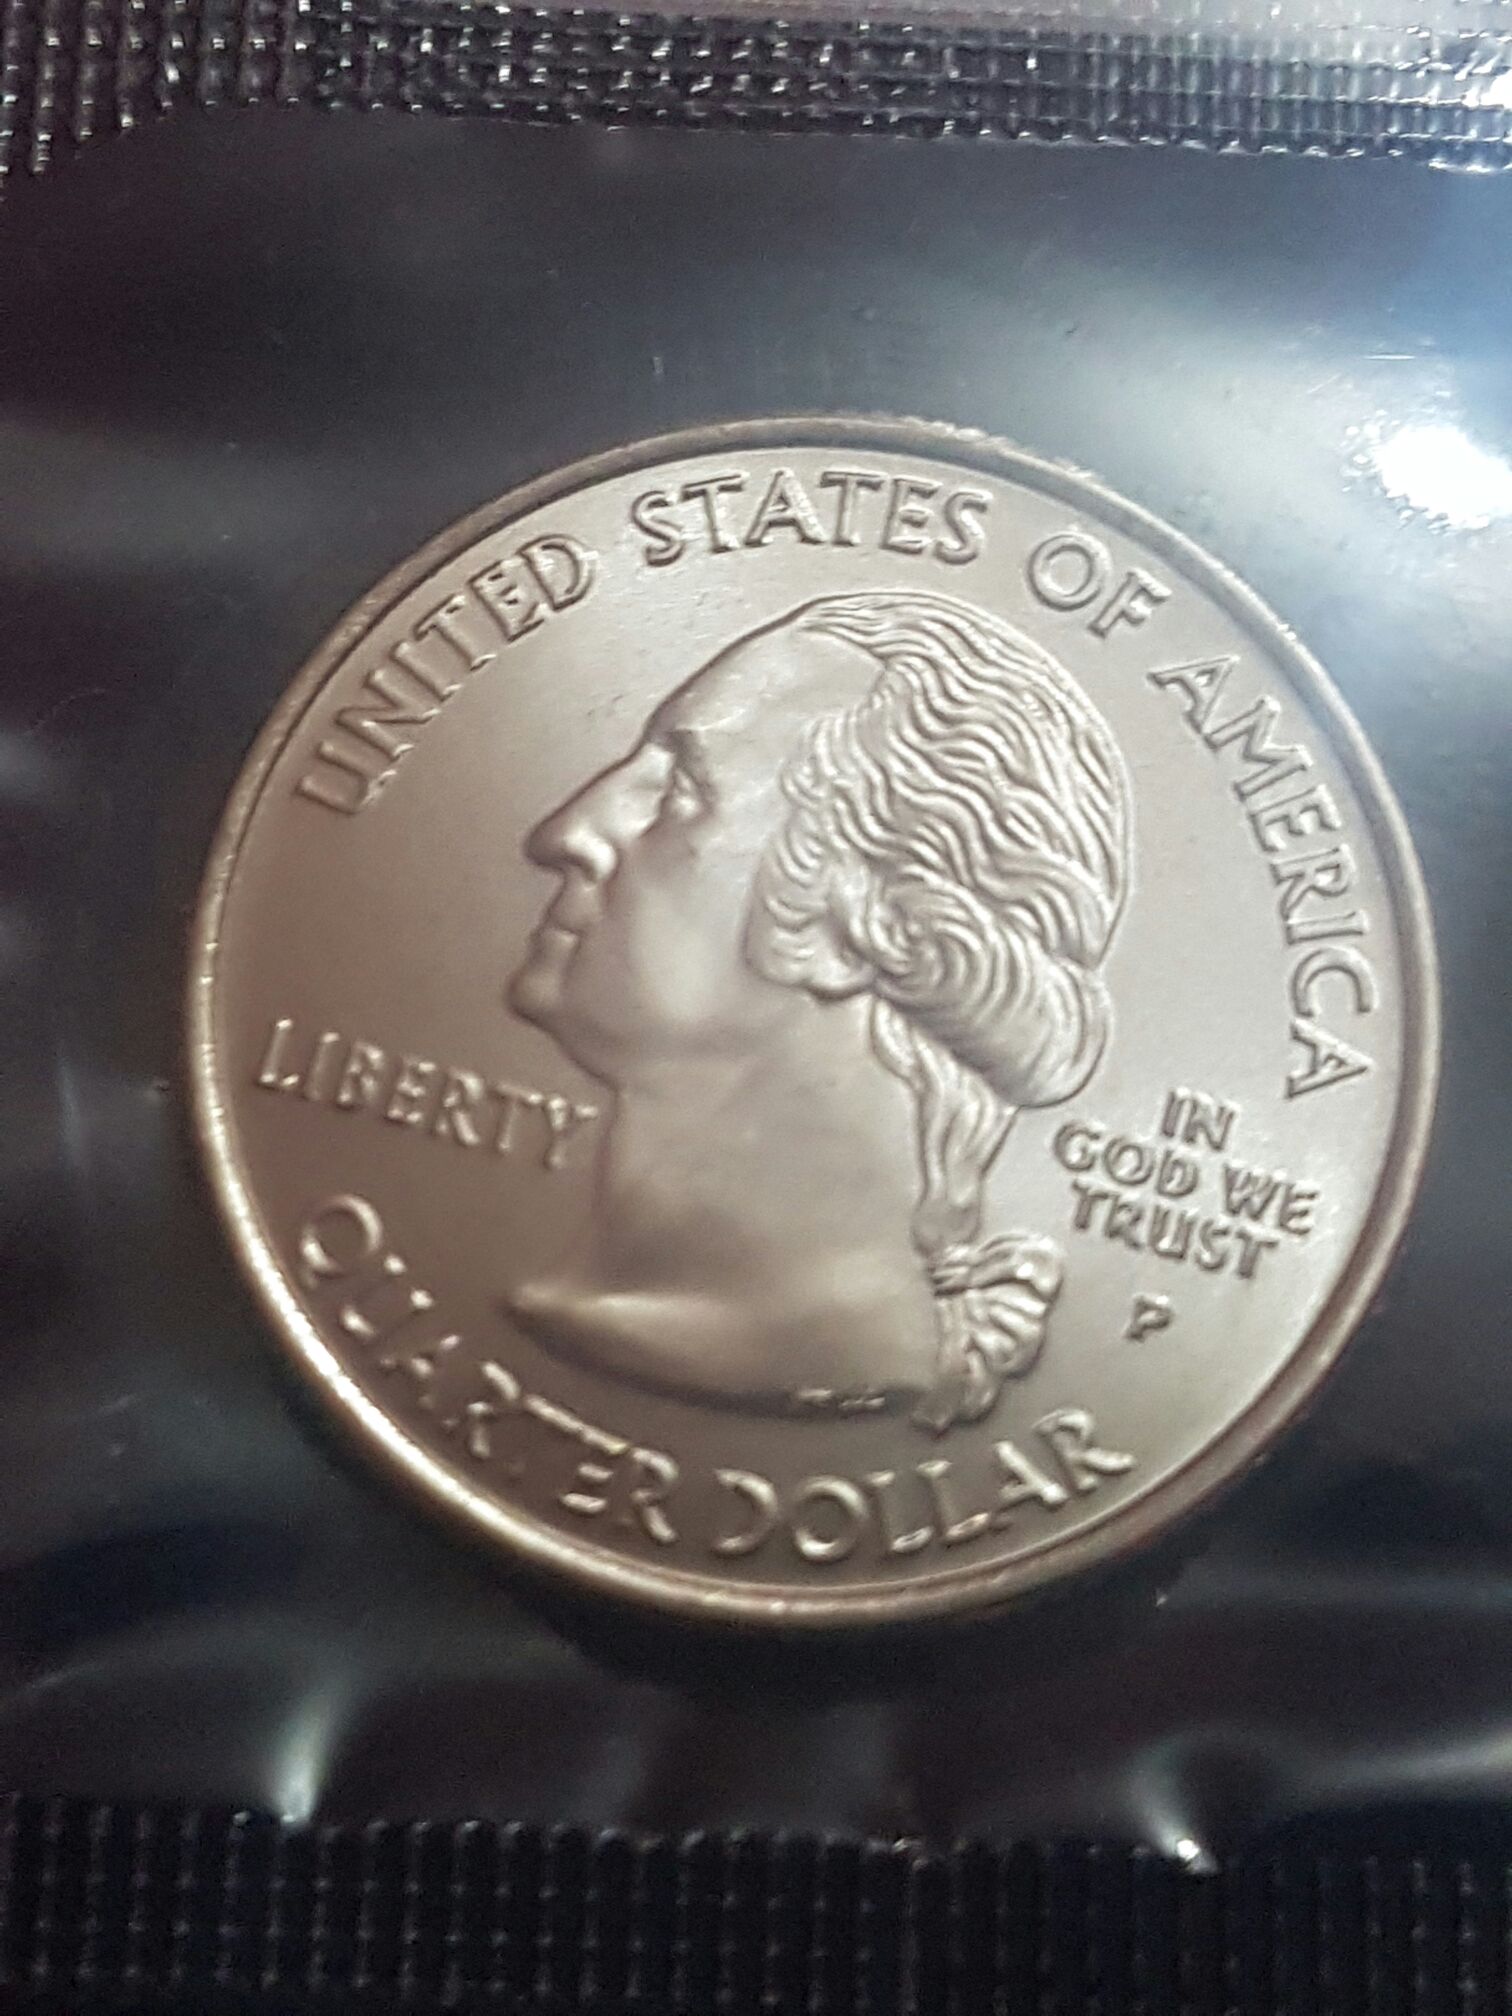 UNITED STATES OF AMERICA
LIBERTY
IN
GOD WE
TRUST
P
QUARTER DOLLAR